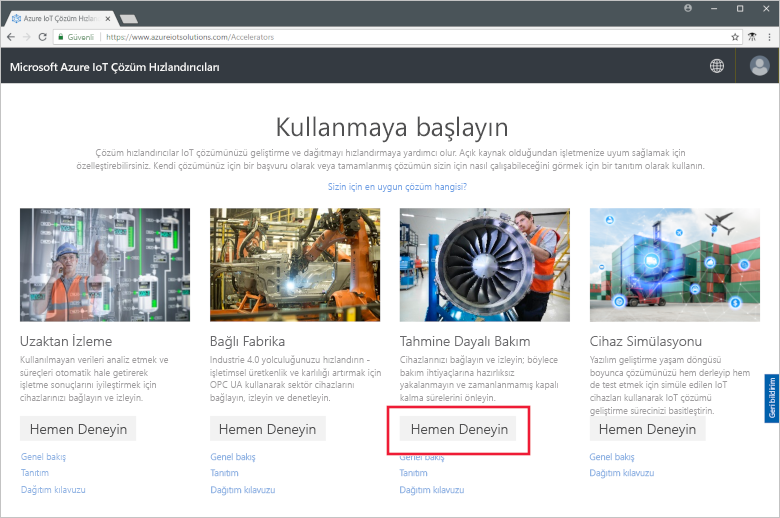 Azure IoT Çözüm Hızlan
Güvenli
https://www.azureiotsolutions.com/Accelerators
Microsoft Azure IoT Çözüm Hızlandırıcıları
Kullanmaya başlayın
Çözüm hızlandırıcılar IoT çözümünüzü geliştirme ve dağıtmayı hızlandırmaya yardımcı olur. Açık kaynak olduğundan işletmenize uyum sağlamak için
özelleştirebilirsiniz. Kendi çözümünüz için bir başvuru olarak veya tamamlanmış çözümün sizin için nasıl çalışabileceğini görmek için bir tanıtım olarak kullanın.
Sizin için en uygun çözüm hangisi?
Uzaktan İzleme
Kullanılmayan verileri analiz etmek ve
süreçleri otomatik hale getirerek
işletme sonuçlarını iyileştirmek için
cihazlarınızı bağlayın ve izleyin.
Hemen Deneyin
Genel bakış
Tanıtım
Dağıtım kılavuzu
Bağlı Fabrika
Industrie 4.0 yolculuğunuzu hızlandırın -
işletimsel üretkenlik ve karlılığı artırmak için
OPC UA kullanarak sektör cihazlarını
bağlayın, izleyin ve denetleyin.
Hemen Deneyin
Genel bakış
Tanıtım
Dağıtım kılavuzu
Tahmine Dayalı Bakım
Cihazlarınızı bağlayın ve izleyin; böylece
bakım ihtiyaçlarına hazırlıksız
yakalanmayın ve zamanlanmamış kapalı
kalma sürelerini önleyin.
Hemen Deneyin
Genel bakış
Tanıtım
Dağıtım kılavuzu
Cihaz Simülasyonu
Yazılım geliştirme yaşam döngüsü
boyunca çözümünüzü hem derleyip hem
de test etmek için simüle edilen IoT
cihazları kullanarak IoT çözümü
geliştirme sürecinizi basitleştirin.
Hemen Deneyin
Genel bakış
Dağıtım kılavuzu
Geri bildirim